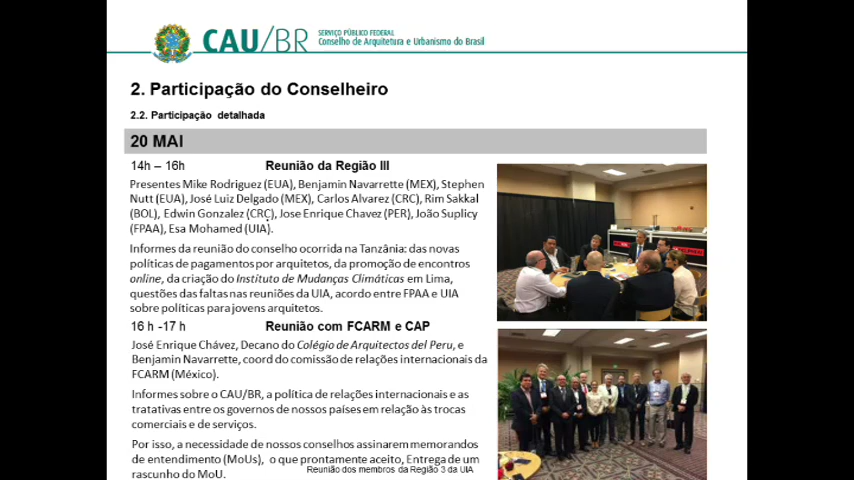 CAU/BR
SERVIÇO PÚBLICO FEDERAL
Conselho de Arquitetura e Urbanismo do Brasil
2. Participação do Conselheiro
2.2. Participação detalhada
20 MAI
14h – 16h Reunião da Região III
Presentes Mike Rodriguez (EUA), Benjamin Navarrette (MEX), Stephen
Nutt (EUA), José Luiz Delgado (MEX), Carlos Alvarez (CRC), Rim Sakkal
(BOL), Edwin Gonzalez (CRC), Jose Enrique Chavez (PER), João Suplicy
(FPAA), Esa Mohamed (UIA).
Informes da reunião do conselho ocorrida na Tanzânia: das novas
políticas de pagamentos por arquitetos, da promoção de encontros
online, da criação do Instituto de Mudanças Climáticas em Lima,
questões das faltas nas reuniões da UIA, acordo entre FPAA e UIA
sobre políticas para jovens arquitetos.
16 h -17 h Reunião com FCARM e CAP
José Enrique Chávez, Decano do Colégio de Arquitectos del Peru, e
Benjamin Navarrette, coord do comissão de relações internacionais da
FCARM (México).
Informes sobre o CAU/BR, a política de relações internacionais e as
tratativas entre os governos de nossos países em relação às trocas
comerciais e de serviços.
Por isso, a necessidade de nossos conselhos assinarem memorandos
de entendimento (MoUs), o que prontamente aceito, Entrega de um
rascunho do MoU.
Reunião dos membros da Região 3 da UIA